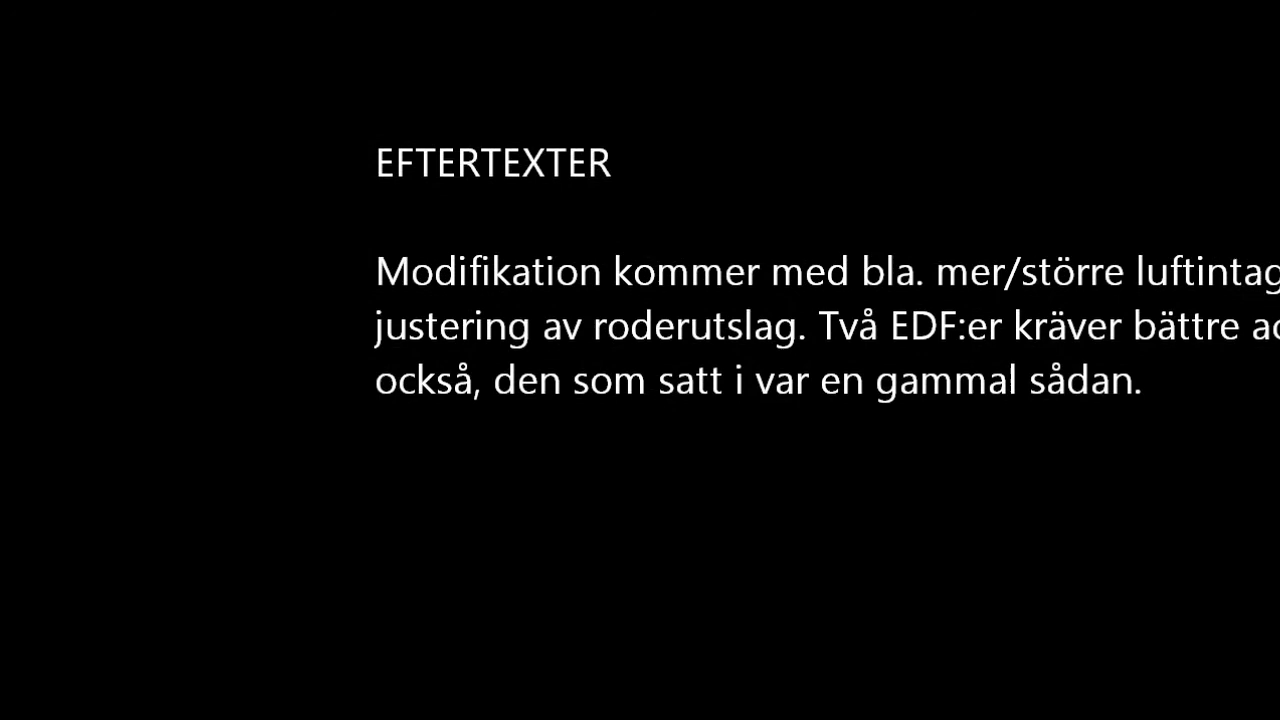 EFTERTEXTER
Modifikation kommer med bla. mer/större luftintag
justering av roderutslag. Två EDF:er kräver bättre
också, den som satt i var en gammal sådan.